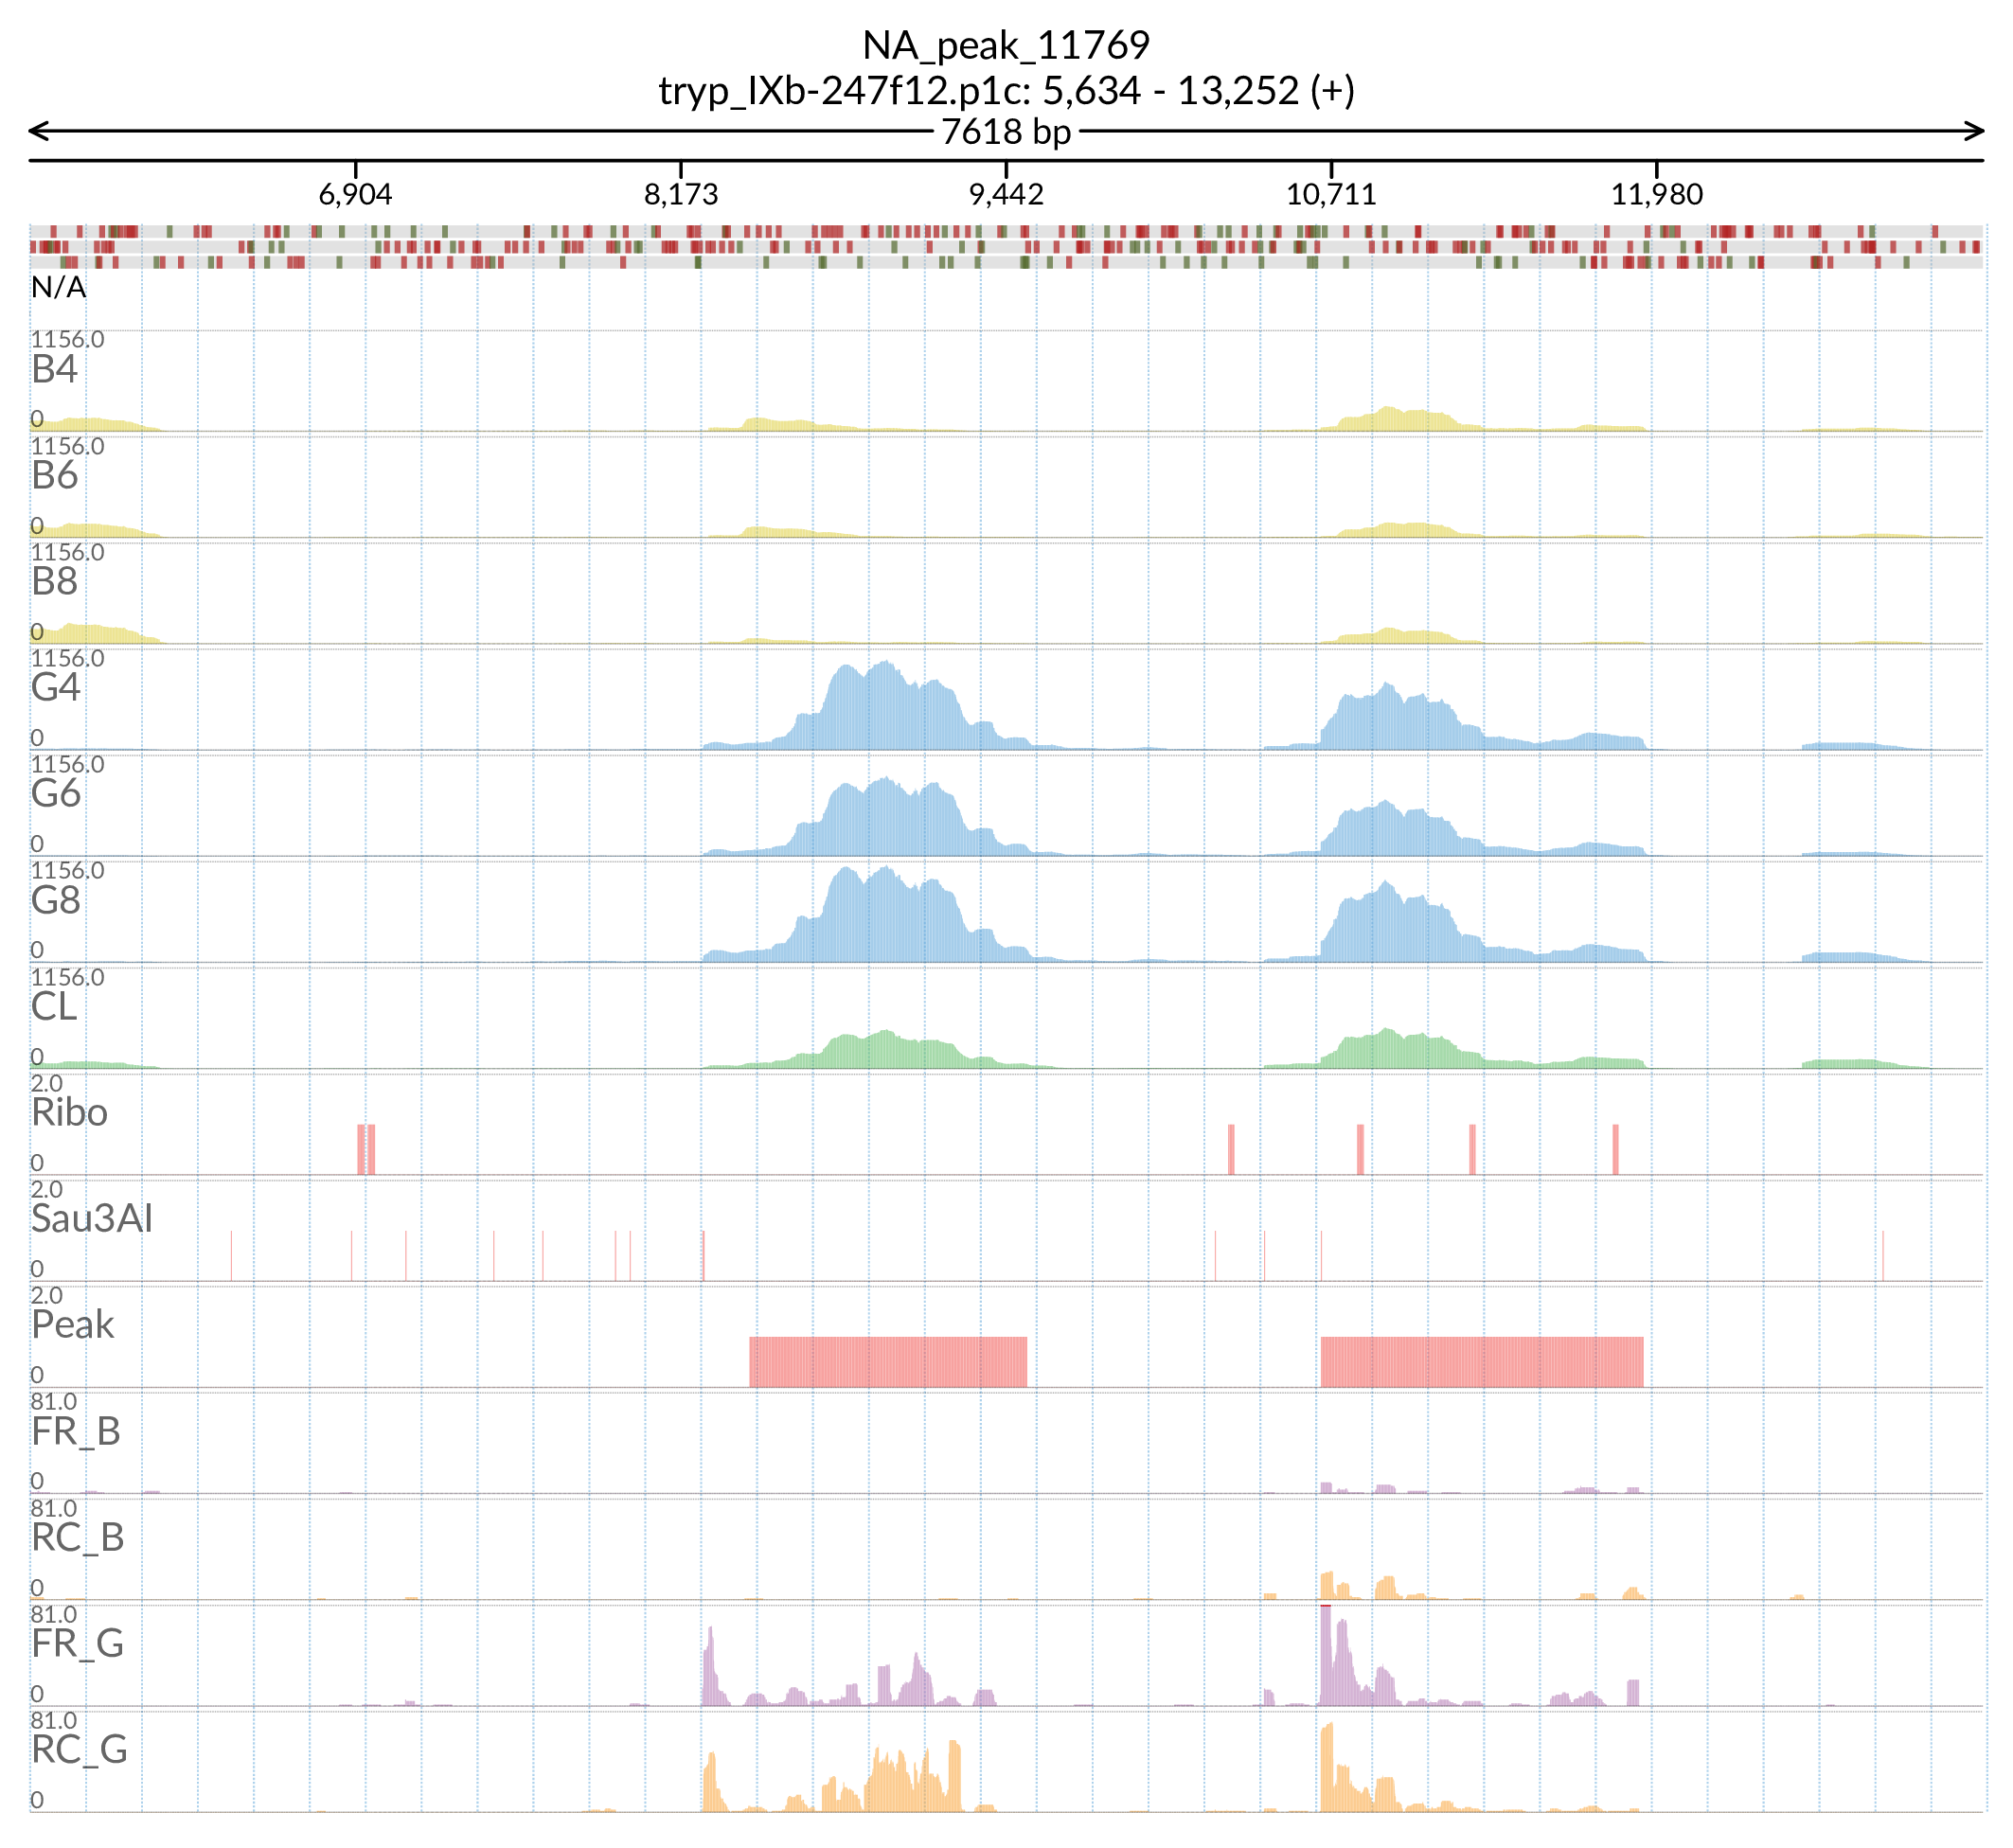 NA_peak_11769
tryp_IXb-247f12.p1c: 5,634 - 13,252 (+)
7618 bp
6,904 8,173 9,442 10,711 11,980
N/A
1156.0
B4
0
1156.0
B6
0
1156.0
B8
0
1156.0
G4
0
1156.0
G6
0
1156.0
G8
0
1156.0
CL
0
2.0
Ribo
0
2.0
Sau3AI
0
2.0
Peak
0
81.0
FR_B
0
81.0
RC_B
0
81.0
FR_G
0
81.0
RC_G
0